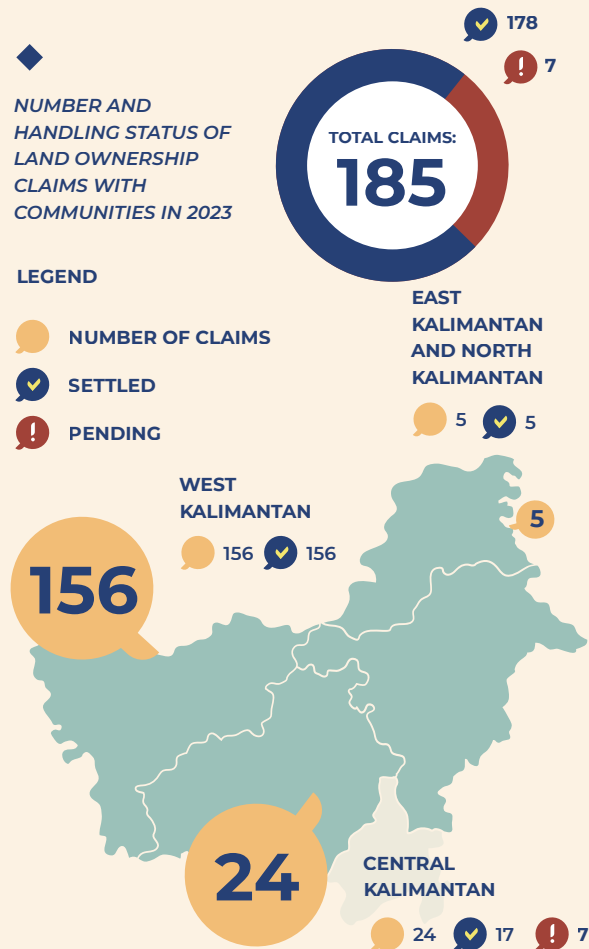 178
7
NUMBER AND
HANDLING STATUS OF
LAND OWNERSHIP
CLAIMS WITH
COMMUNITIES IN 2023
TOTAL CLAIMS:
185
LEGEND
NUMBER OF CLAIMS
SETTLED
PENDING
EAST
KALIMANTAN
AND NORTH
KALIMANTAN
5 5
5
WEST
KALIMANTAN
156 156
156
24
CENTRAL
KALIMANTAN
24 17 7